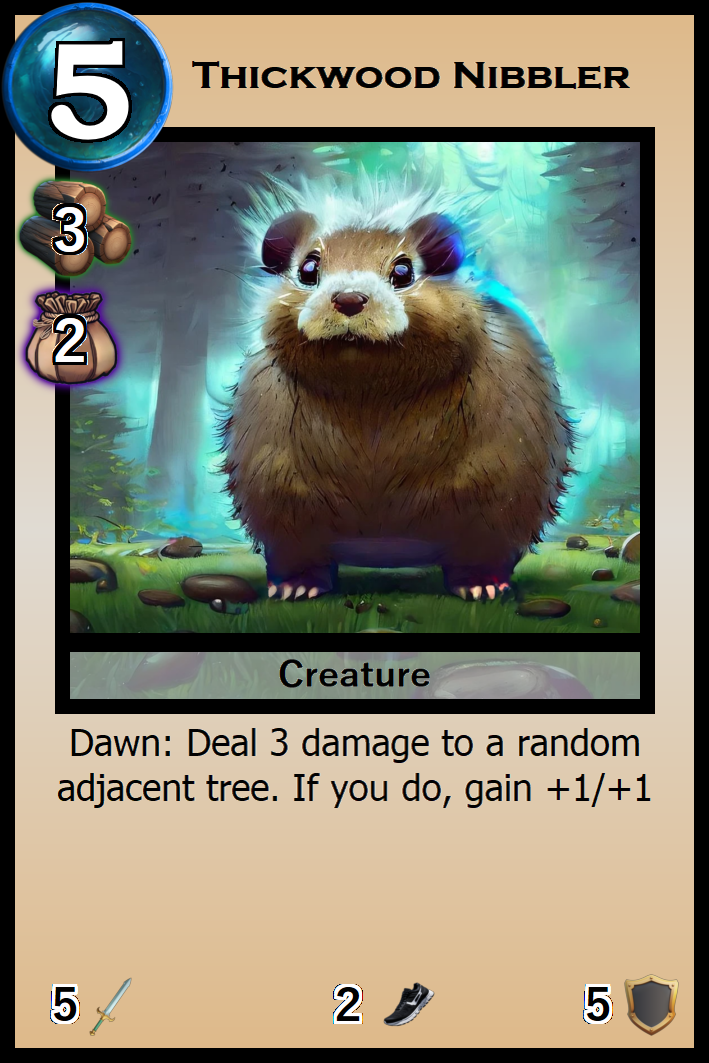 5
Thickwood Nibbler
3
2
Creature
Dawn: Deal 3 damage to a random
adjacent tree. If you do, gain +1/+1
5 2 5